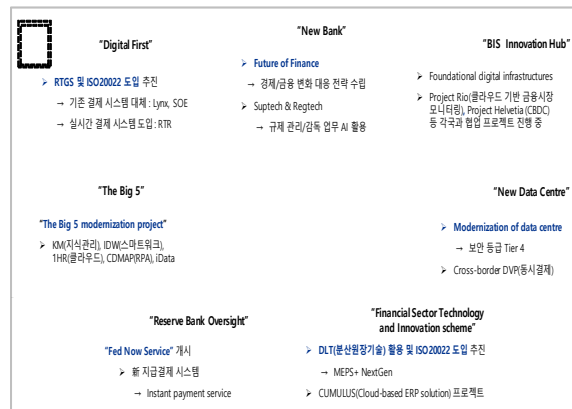 "Digital First"
➤ RTGS 및 ISO20022 도입 추진
→ 기존 결제 시스템 대체 : Lynx, SOE
→ 실시간 결제 시스템 도입 : RTR
"New Bank"
➤ Future of Finance
→ 경제/금융 변화 대응 전략 수립
➤ Suptech & Regtech
→ 규제 관리/감독 업무 AI 활용
"BIS Innovation Hub"
➤ Foundational digital infrastructures
➤ Project Rio(클라우드 기반 금융시장
모니터링), Project Helvetia (CBDC)
등 각국과 협업 프로젝트 진행 중
"The Big 5"
"The Big 5 modernization project"
➤ KM(지식관리), IDW(스마트워크),
1HR(클라우드), CDMAP(RPA), iData
"New Data Centre"
➤ Modernization of data centre
→ 보안 등급 Tier 4
➤ Cross-border DVP(동시결제)
"Reserve Bank Oversight"
"Fed Now Service" 개시
➤ 新 지급결제 시스템
→ Instant payment service
"Financial Sector Technology
and Innovation scheme"
➤ DLT(분산원장기술) 활용 및 ISO20022 도입 추진
→ MEPS+ NextGen
➤ CUMULUS(Cloud-based ERP solution) 프로젝트